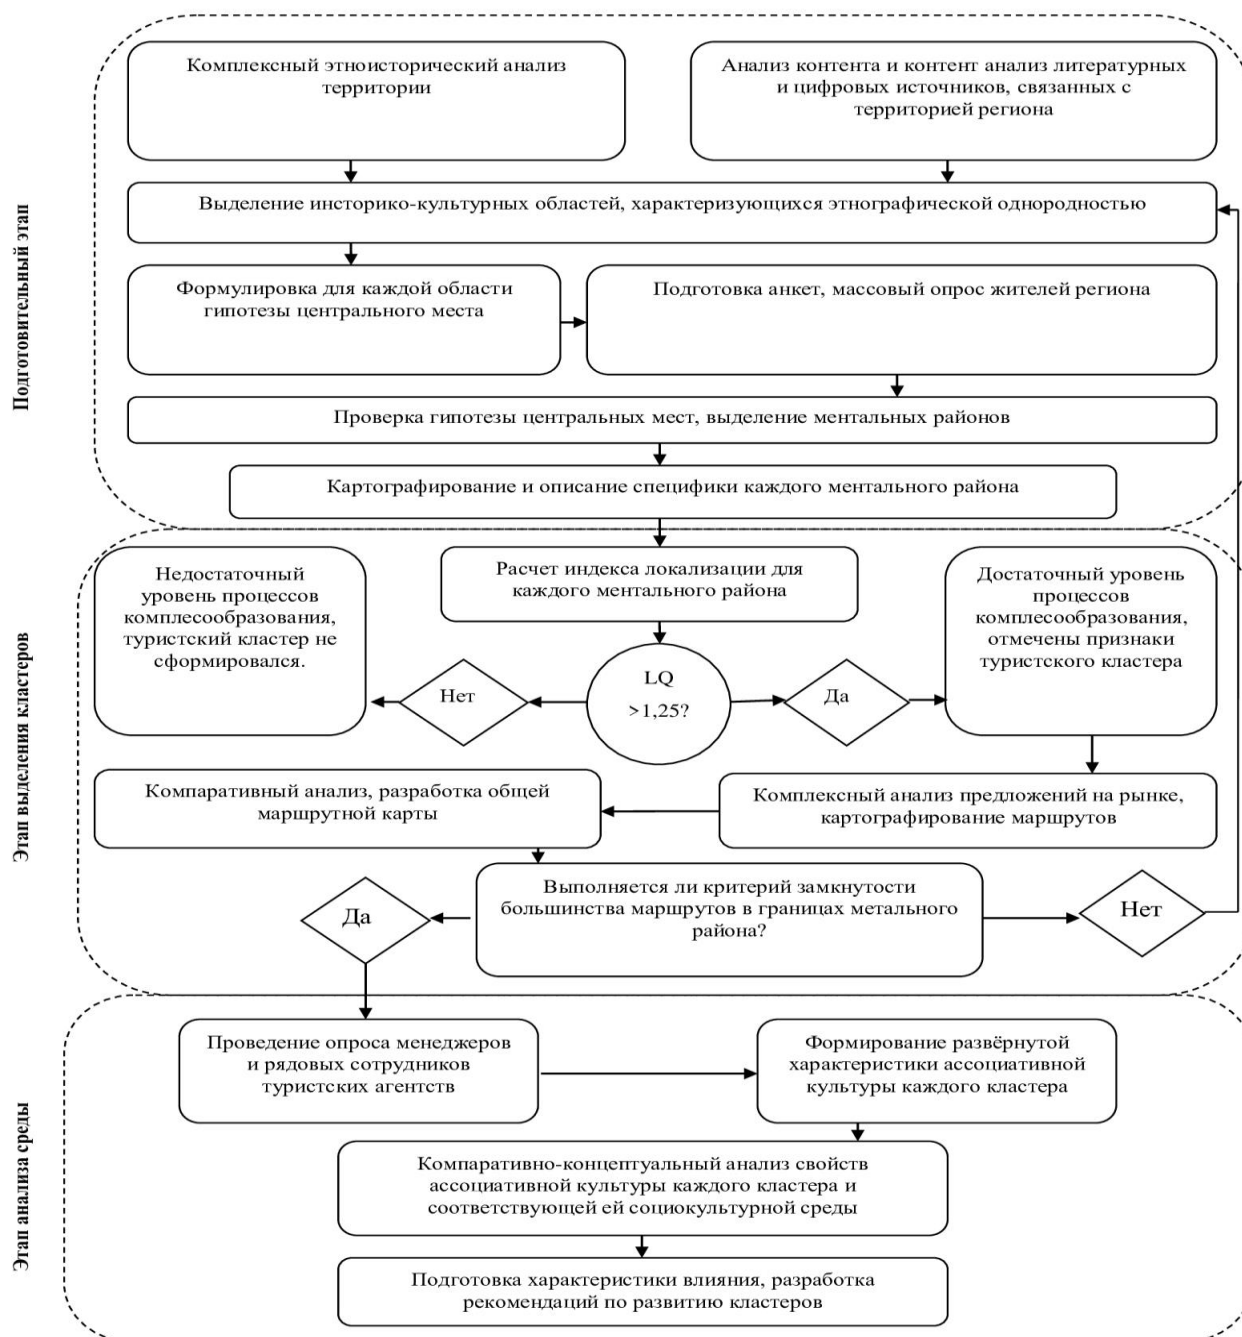 Подготовительный этап
Комплексный этноисторический анализ
территории
Анализ контента и контент анализ литературных
и цифровых источников, связанных с
территорией региона
Выделение инсторико-культурных областей, характеризующихся этнографической однородностью
Формулировка для каждой области
гипотезы центрального места
Подготовка анкет, массовый опрос жителей региона
Проверка гипотезы центральных мест, выделение ментальных районов
Картографирование и описание специфики каждого ментального района
Этап выделения кластеров
Недостаточный
уровень процессов
комплесообразования,
туристский кластер не
сформировался.
Расчет индекса локализации для
каждого ментального района
Достаточный уровень
процессов
комплесообразования,
отмечены признаки
туристского кластера
Нет
LQ
>1,25?
Да
Компаративный анализ, разработка общей
маршрутной карты
Комплексный анализ предложений на рынке,
картографирование маршрутов
Да
Выполняется ли критерий замкнутости
большинства маршрутов в границах метального
района?
Нет
Этап анализа среды
Проведение опроса менеджеров
и рядовых сотрудников
туристских агентств
Формирование развёрнутой
характеристики ассоциативной
культуры каждого кластера
Компаративно-концептуальный анализ свойств
ассоциативной культуры каждого кластера и
соответствующей ей социокультурной среды
Подготовка характеристики влияния, разработка
рекомендаций по развитию кластеров